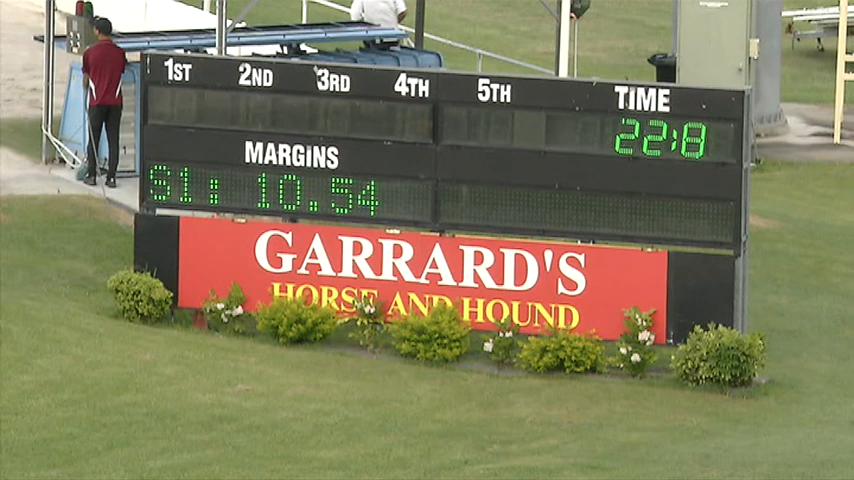 1ST 2ND 3RD 4TH 5TH TIME
22:8
MARGINS
S1: 10.54
GARRARD'S
HORSE AND HOUND